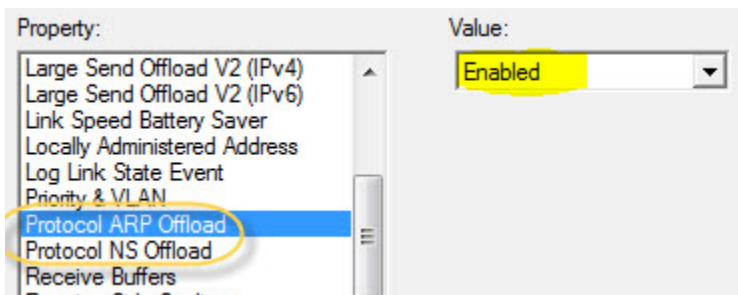 Property:
Value:
Large Send Offload V2 (IPv4)
Enabled
Large Send Offload V2 (IPv6)
Link Speed Battery Saver
Locally Administered Address
Log Link State Event
Priority & VLAN
Protocol ARP Offload
Protocol NS Offload
Receive Buffers